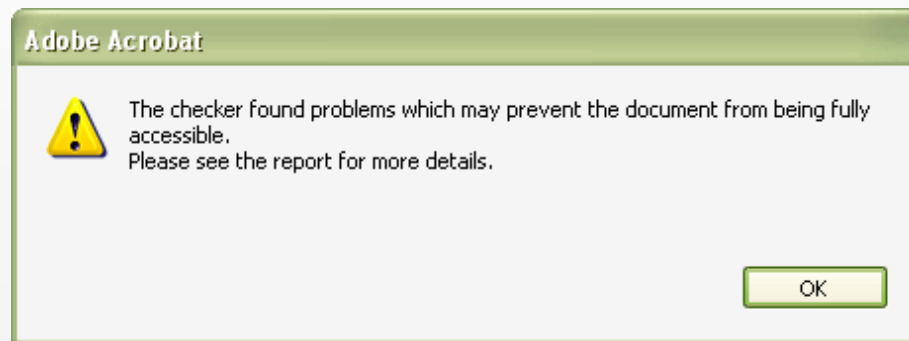 Adobe Acrobat
The checker found problems which may prevent the document from being fully
accessible.
Please see the report for more details.
OK